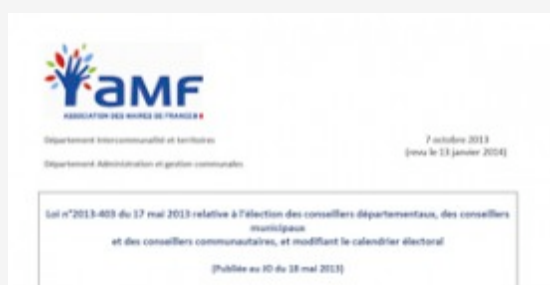 AMF
ASSOCIATION DES MAIRES DE FRANCE
Département Intercommunalité et territoires
7 octobre 2013
(revu le 13 janvier 2014)
Département Administration et gestion communales
Loi n°2013-403 du 17 mai 2013 relative à l'élection des conseillers départementaux, des conseillers
municipaux
et des conseillers communautaires, et modifiant le calendrier électoral
(Publiée au JO du 18 mai 2013)